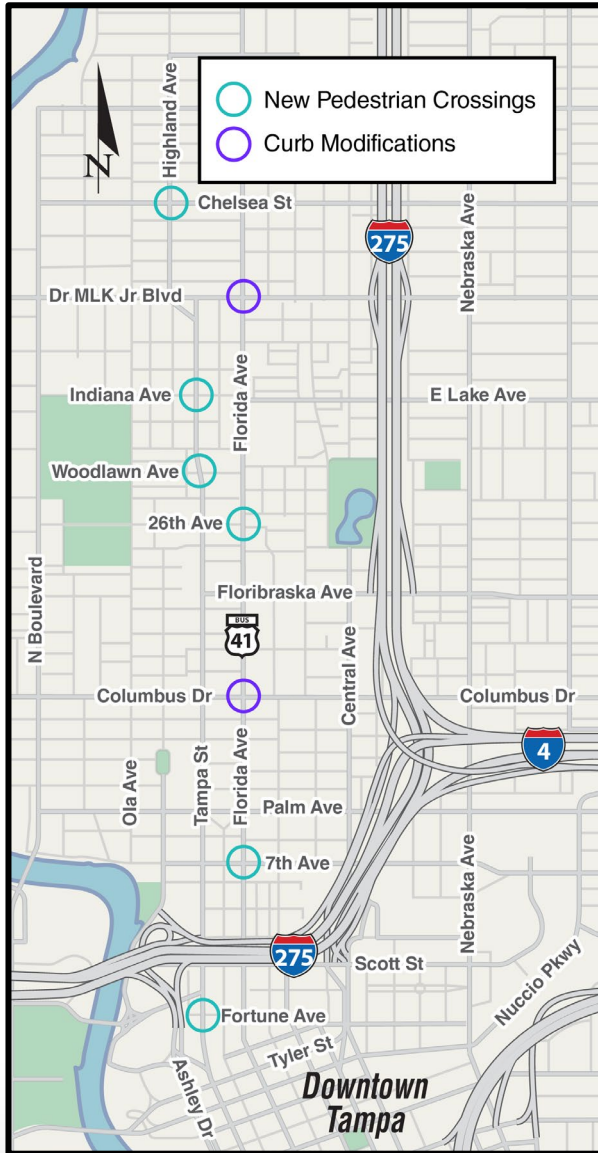 Highland Ave
New Pedestrian Crossings
Curb Modifications
N
Chelsea St
275
Nebraska Ave
Dr MLK Jr Blvd
Florida Ave
Indiana Ave
E Lake Ave
Woodlawn Ave
26th Ave
Floribraska Ave
N Boulevard
BUS
41
Central Ave
Columbus Dr
Columbus Dr
4
Ola Ave
Tampa St
Florida Ave
Palm Ave
7th Ave
Nebraska Ave
275
Scott St
Nuccio Pkwy
Fortune Ave
Tyler St
Ashley Dr
Downtown
Tampa